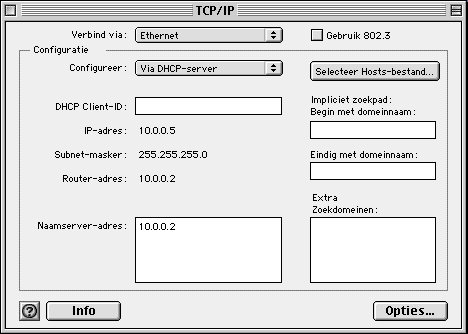 TCP/IP
Verbind via: Ethernet
Gebruik 802.3
Configuratie
Configureer: Via DHCP-server
Selecteer Hosts-bestand...
DHCP Client-ID:
Impliciet zoekpad:
Begin met domeinnaam:
IP-adres: 10.0.0.5
Subnet-masker: 255.255.255.0
Eindig met domeinnaam:
Router-adres: 10.0.0.2
Extra
Zoekdomeinen:
Naamserver-adres: 10.0.0.2
?
Info
Opties...